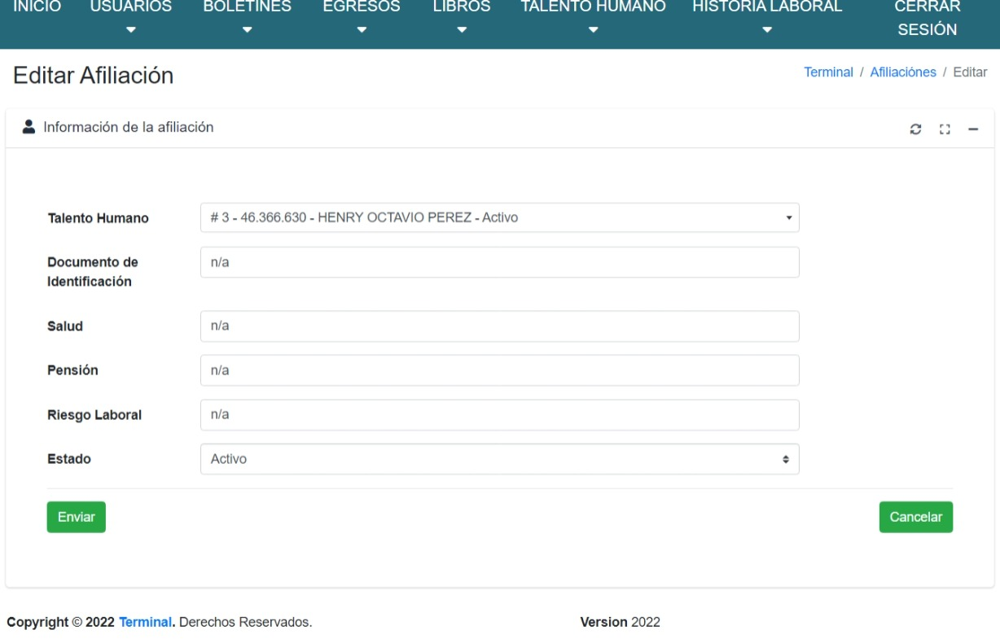 INICIO USUARIOS BOLETINES EGRESOS LIBROS TALENTO HUMANO HISTORIA LABORAL CERRAR SESIÓN
Editar Afiliación
Terminal / Afiliaciónes / Editar
Información de la afiliación
Talento Humano # 3 - 46.366.630 - HENRY OCTAVIO PEREZ - Activo
Documento de Identificación n/a
Salud n/a
Pensión n/a
Riesgo Laboral n/a
Estado Activo
Enviar Cancelar
Copyright © 2022 Terminal. Derechos Reservados. Version 2022